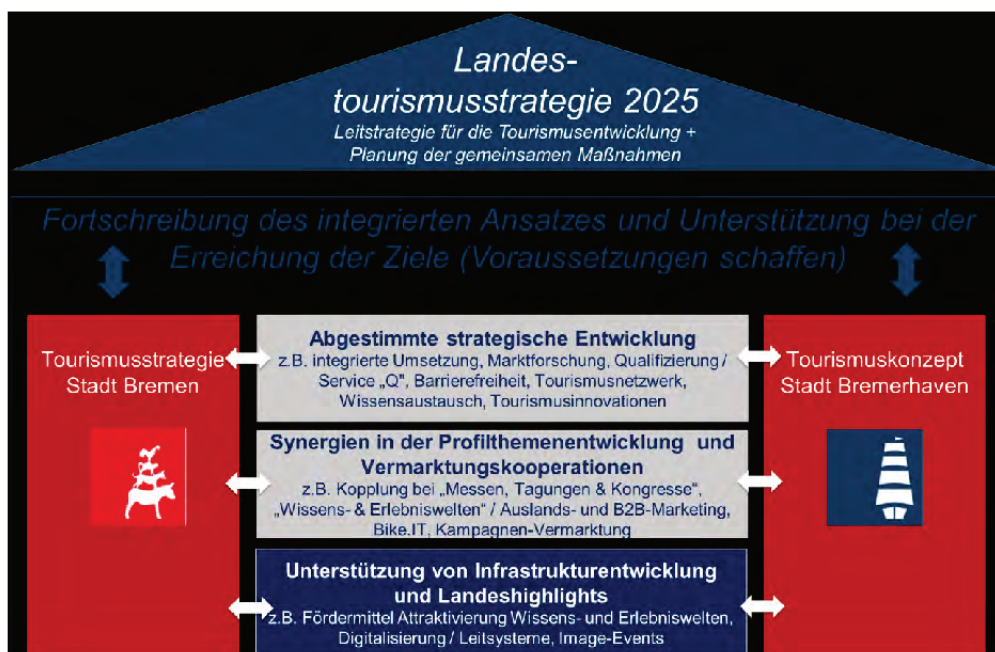 Landes-
tourismusstrategie 2025
Leitstrategie für die Tourismusentwicklung +
Planung der gemeinsamen Maßnahmen
Fortschreibung des integrierten Ansatzes und Unterstützung bei der
Erreichung der Ziele (Voraussetzungen schaffen)
Tourismusstrategie
Stadt Bremen
Abgestimmte strategische Entwicklung
z.B. integrierte Umsetzung, Marktforschung, Qualifizierung /
Service „Q", Barrierefreiheit, Tourismusnetzwerk,
Wissensaustausch, Tourismusinnovationen
Synergien in der Profilthemenentwicklung und
Vermarktungskooperationen
z.B. Kopplung bei „Messen, Tagungen & Kongresse“,
„Wissens- & Erlebniswelten“ / Auslands- und B2B-Marketing,
Bike.IT, Kampagnen-Vermarktung
Unterstützung von Infrastrukturentwicklung
und Landeshighlights
z.B. Fördermittel Attraktivierung Wissens- und Erlebniswelten,
Digitalisierung / Leitsysteme, Image-Events
Tourismuskonzept
Stadt Bremerhaven